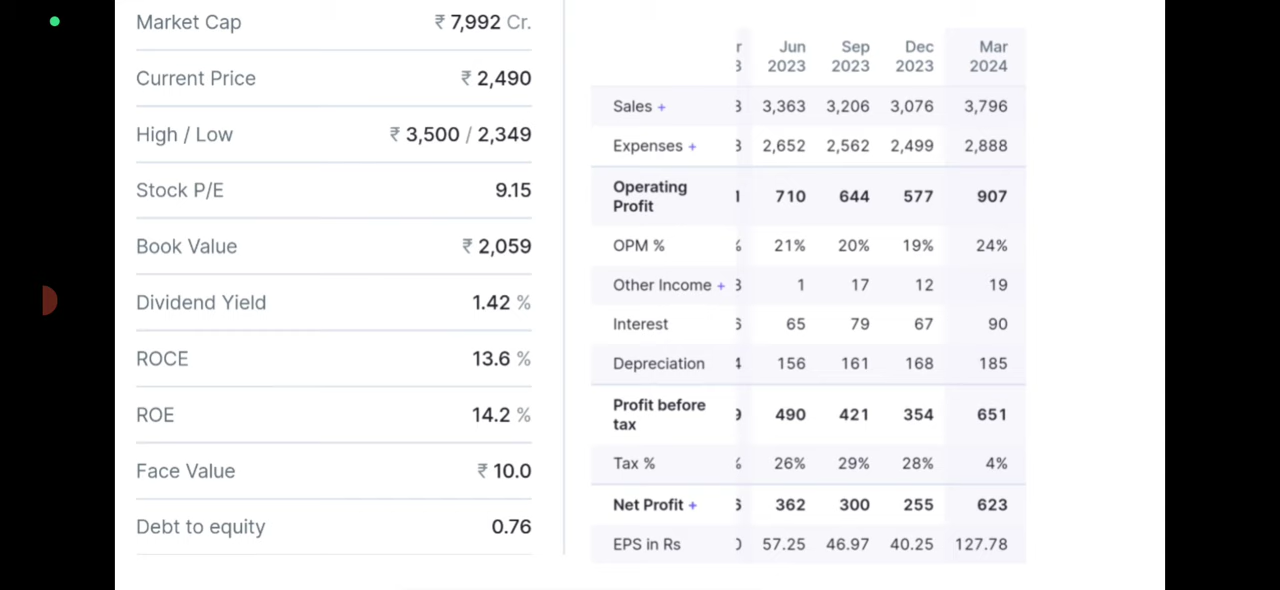 Market Cap ₹ 7,992 Cr.
Current Price ₹ 2,490
High / Low ₹ 3,500 / 2,349
Stock P/E 9.15
Book Value ₹ 2,059
Dividend Yield 1.42 %
ROCE 13.6 %
ROE 14.2 %
Face Value ₹ 10.0
Debt to equity 0.76
Jun Sep Dec Mar
2023 2023 2023 2024
Sales + 3,363 3,206 3,076 3,796
Expenses + 2,652 2,562 2,499 2,888
Operating
Profit 710 644 577 907
OPM % 21% 20% 19% 24%
Other Income + 1 17 12 19
Interest 65 79 67 90
Depreciation 156 161 168 185
Profit before
tax 490 421 354 651
Tax % 26% 29% 28% 4%
Net Profit + 362 300 255 623
EPS in Rs 57.25 46.97 40.25 127.78